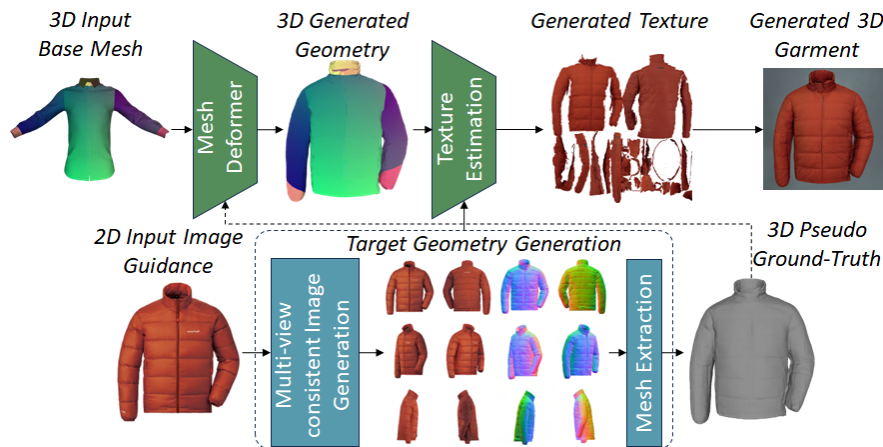 3D Input
Base Mesh
3D Generated
Geometry
Generated Texture
Generated 3D
Garment
Mesh
Deformer
Texture
Estimation
2D Input Image
Guidance
Target Geometry Generation
3D Pseudo
Ground-Truth
Multi-view
consistent Image
Generation
Mesh Extraction